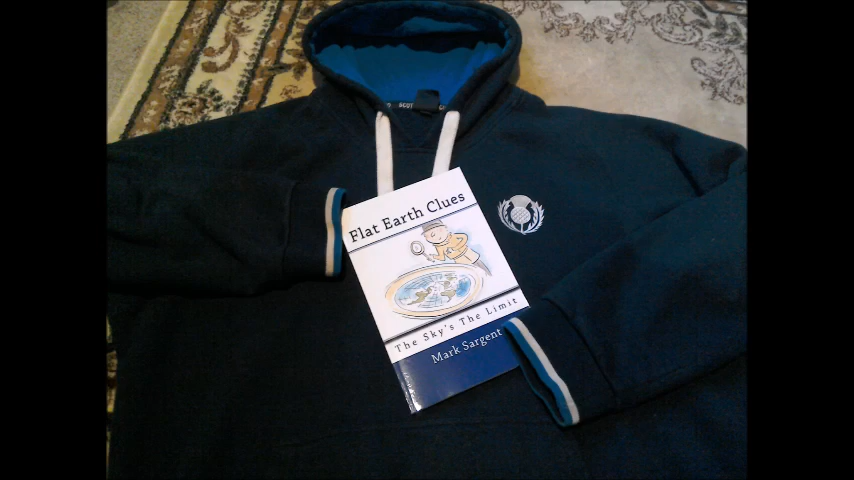 Flat Earth Clues
The Sky's The Limit
Mark Sargent